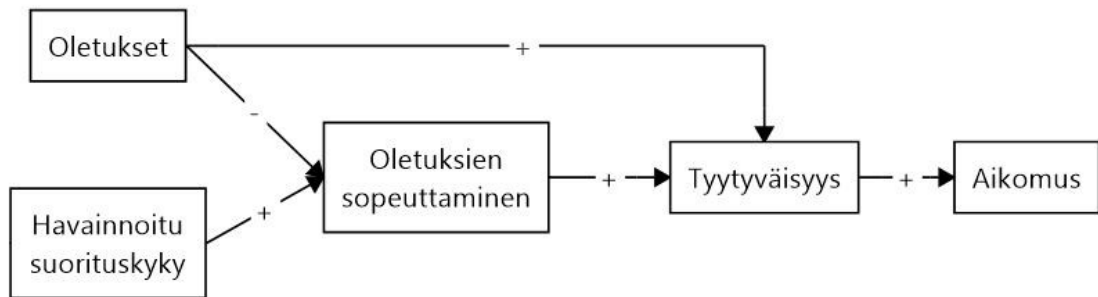 Oletukset
+
-
Oletuksien
sopeuttaminen
+
Tyytyväisyys
+
Aikomus
+
Havainnoitu
suorituskyky